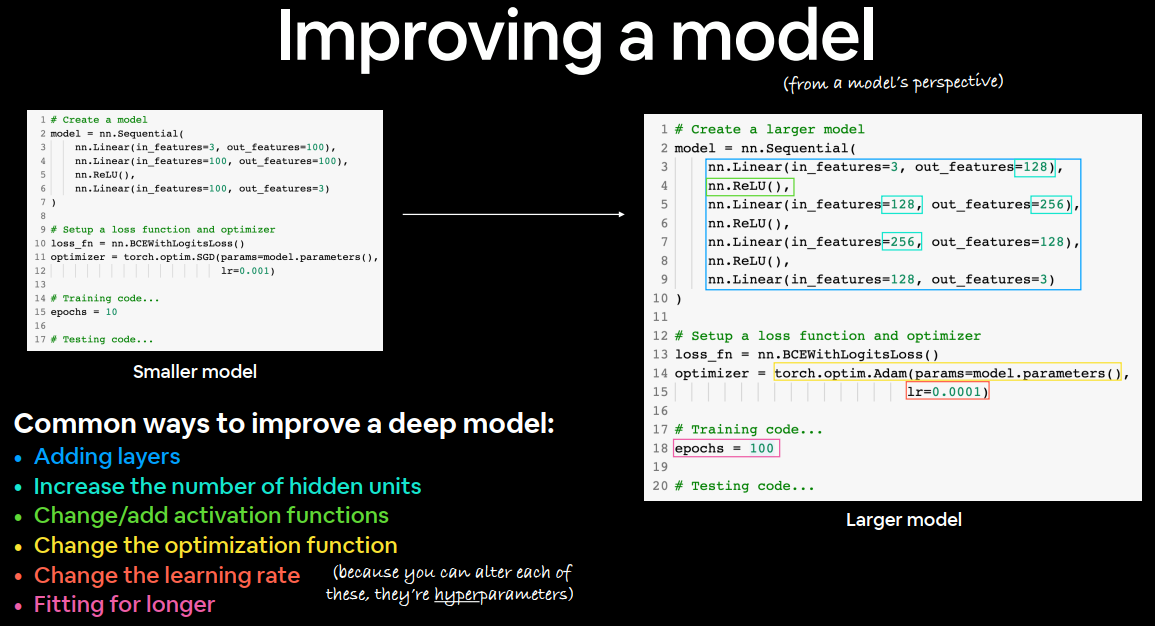 Improving a model
(from a model's perspective)
1 # Create a model
2 model = nn.Sequential(
3 nn.Linear(in_features=3, out_features=100),
4 nn.Linear(in_features=100, out_features=100),
5 nn.ReLU(),
6 nn.Linear(in_features=100, out_features=3)
7 )
8
9 # Setup a loss function and optimizer
10 loss_fn = nn.BCEWithLogitsLoss()
11 optimizer = torch.optim.SGD(params=model.parameters(),
12 lr=0.001)
13
14 # Training code...
15 epochs = 10
16
17 # Testing code...
Smaller model
1 # Create a larger model
2 model = nn.Sequential(
3 nn.Linear(in_features=3, out_features=128),
4 nn.ReLU(),
5 nn.Linear(in_features=128, out_features=256),
6 nn.ReLU(),
7 nn.Linear(in_features=256, out_features=128),
8 nn.ReLU(),
9 nn.Linear(in_features=128, out_features=3)
10 )
11
12 # Setup a loss function and optimizer
13 loss_fn = nn.BCEWithLogitsLoss()
14 optimizer = torch.optim.Adam(params=model.parameters(),
15 lr=0.0001)
16
17 # Training code...
18 epochs = 100
19
20 # Testing code...
Larger model
Common ways to improve a deep model:
• Adding layers
• Increase the number of hidden units
• Change/add activation functions
• Change the optimization function
• Change the learning rate
• Fitting for longer
(because you can alter each of
these, they're hyperparameters)